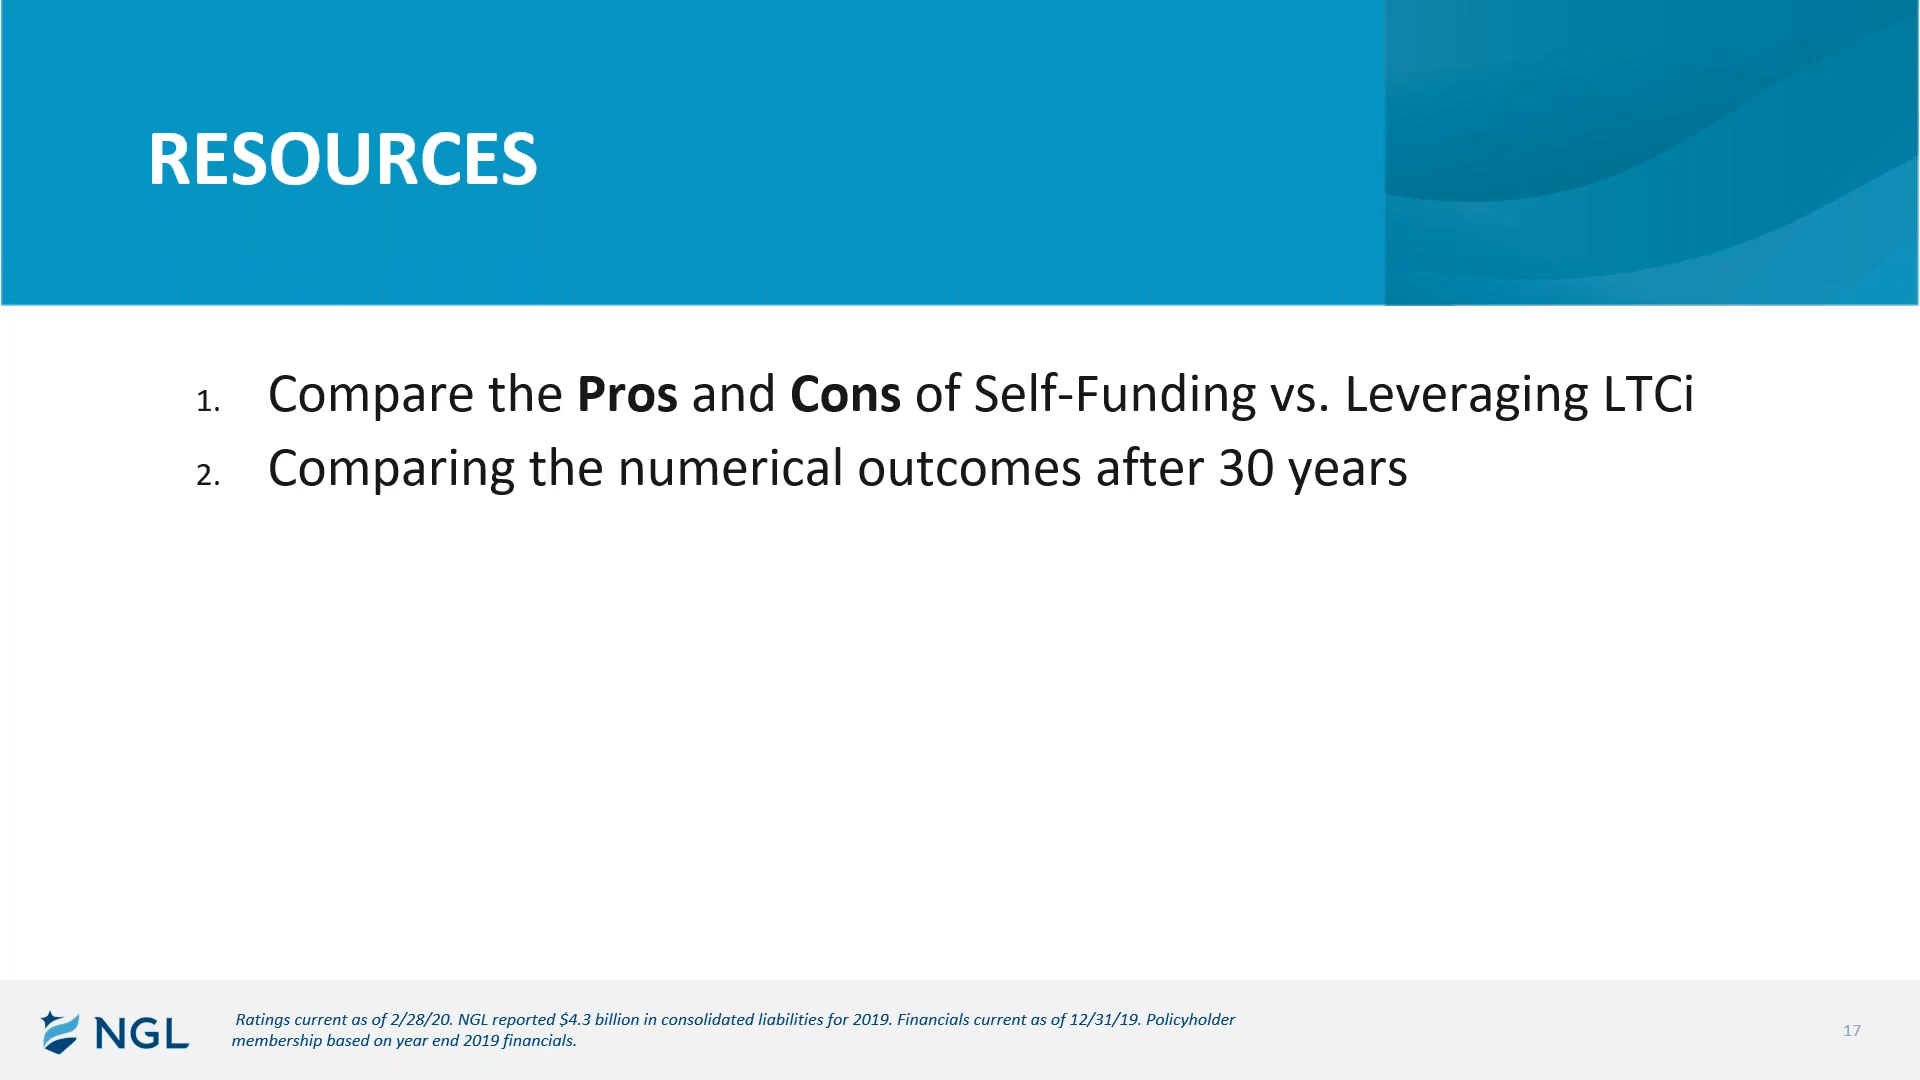 RESOURCES
1. Compare the Pros and Cons of Self-Funding vs. Leveraging LTCi
2. Comparing the numerical outcomes after 30 years
NGL
Ratings current as of 2/28/20. NGL reported $4.3 billion in consolidated liabilities for 2019. Financials current as of 12/31/19. Policyholder
membership based on year end 2019 financials.
17